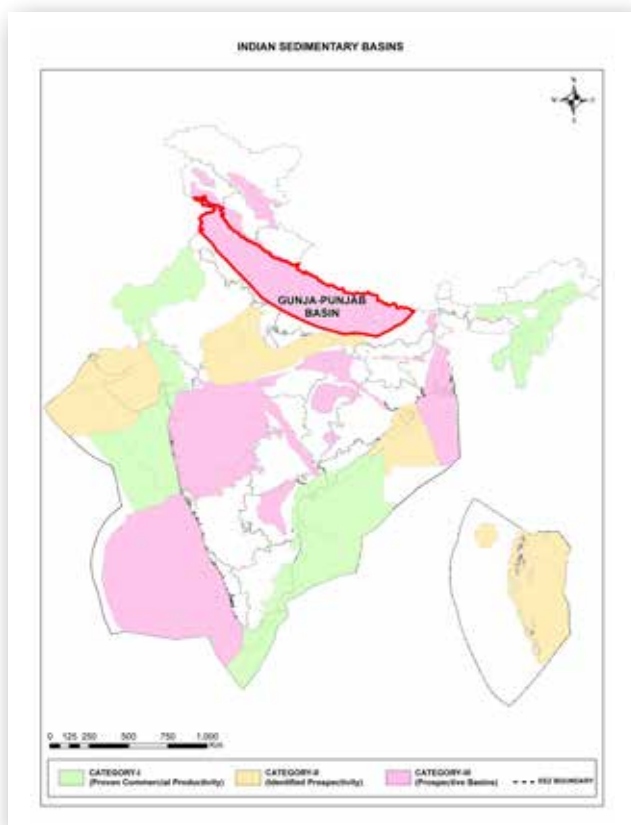 INDIAN SEDIMENTARY BASINS
N
W
E
S
GUNJA-PUNJAB
BASIN
0 125 250 500 750 1,000
Km
CATEGORY-I
(Proven Commercial Productivity)
CATEGORY-II
(Identified Prospectivity)
CATEGORY-III
(Prospective Basins)
EEZ BOUNDARY